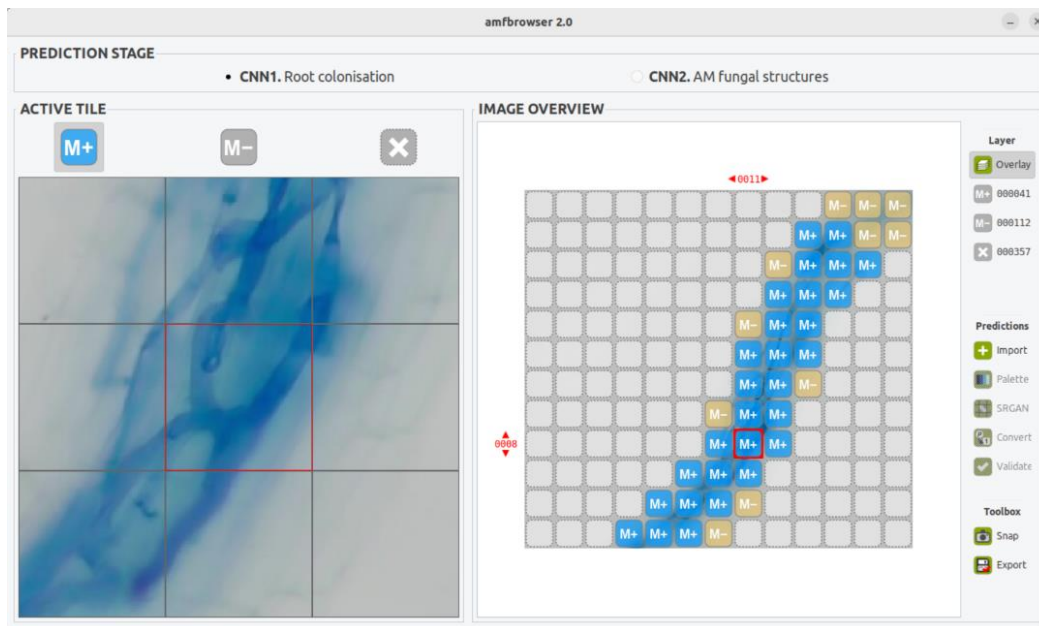 amfbrowser 2.0
PREDICTION STAGE
CNN1. Root colonisation
CNN2. AM fungal structures
ACTIVE TILE
M+ M−
IMAGE OVERVIEW
0011
0008
M− M− M−
M+ M+ M− M−
M− M+ M+ M+
M+ M+ M+
M− M+ M+
M+ M+ M+
M+ M+ M−
M− M+ M+
M+ M+ M+
M+ M+ M+
M+ M+ M+ M−
M+ M+ M+ M−
Layer
Overlay
M+ 000041
M− 000112
000357
Predictions
Import
Palette
SRGAN
Convert
Validate
Toolbox
Snap
Export